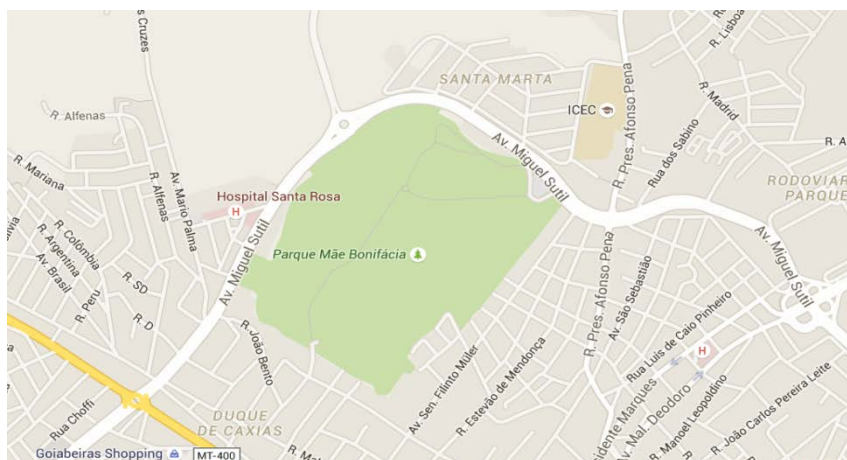 s Cruzes
R. Lisboa
SANTA MARTA
ICEC
R. Pres. Afonso Pena
R. Madrid
R. Alfenas
Av. Miguel Sutil
Rua dos Sabino
R. A
R. Mariana
Av. Mario Palma
R. Alfenas
Hospital Santa Rosa
H
RODOVIAR
PARQUE
R. Colômbia
R. Argentina
Av. Brasil
Av. Miguel Sutil
Parque Mãe Bonifácia
Av. Miguel Sutil
R. SD
R. Peru
R. D
R. Pres. Afonso Pena
Av. São Sebastião
Rua Luis de Caio Pinheiro
R. João Bento
H
Av. Sen. Filinto Müler
R. Estevão de Mendonça
Rua Choffi
DUQUE
DE CAXIAS
idente Marques
Av. Mal. Deodoro
R. Manoel Leopoldino
R. João Carlos Pereira Leite
Goiabeiras Shopping
MT-400